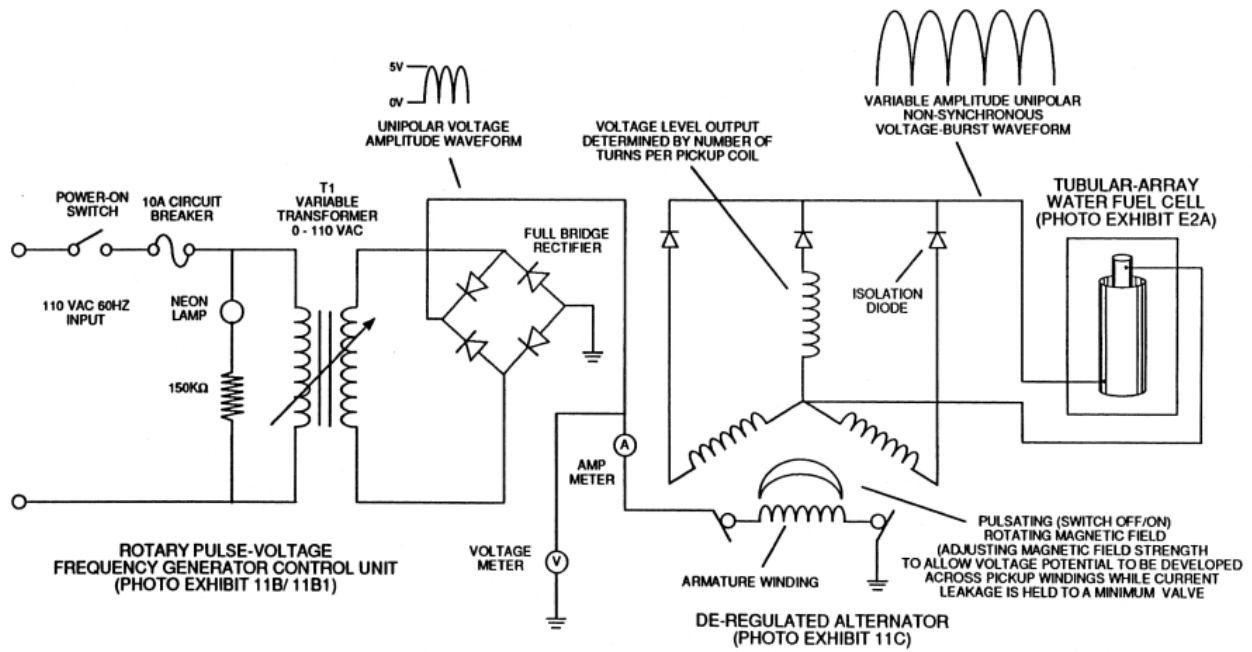 5V
0V
UNIPOLAR VOLTAGE
AMPLITUDE WAVEFORM
VOLTAGE LEVEL OUTPUT
DETERMINED BY NUMBER OF
TURNS PER PICKUP COIL
VARIABLE AMPLITUDE UNIPOLAR
NON-SYNCHRONOUS
VOLTAGE-BURST WAVEFORM
TUBULAR-ARRAY
WATER FUEL CELL
(PHOTO EXHIBIT E2A)
POWER-ON
SWITCH
10A CIRCUIT
BREAKER
T1
VARIABLE
TRANSFORMER
0 - 110 VAC
FULL BRIDGE
RECTIFIER
ISOLATION
DIODE
110 VAC 60HZ
INPUT
NEON
LAMP
150KΩ
A
AMP
METER
VOLTAGE
METER
V
ARMATURE WINDING
PULSATING (SWITCH OFF/ON)
ROTATING MAGNETIC FIELD
(ADJUSTING MAGNETIC FIELD STRENGTH
TO ALLOW VOLTAGE POTENTIAL TO BE DEVELOPED
ACROSS PICKUP WINDINGS WHILE CURRENT
LEAKAGE IS HELD TO A MINIMUM VALVE
ROTARY PULSE-VOLTAGE
FREQUENCY GENERATOR CONTROL UNIT
(PHOTO EXHIBIT 11B/ 11B1)
DE-REGULATED ALTERNATOR
(PHOTO EXHIBIT 11C)